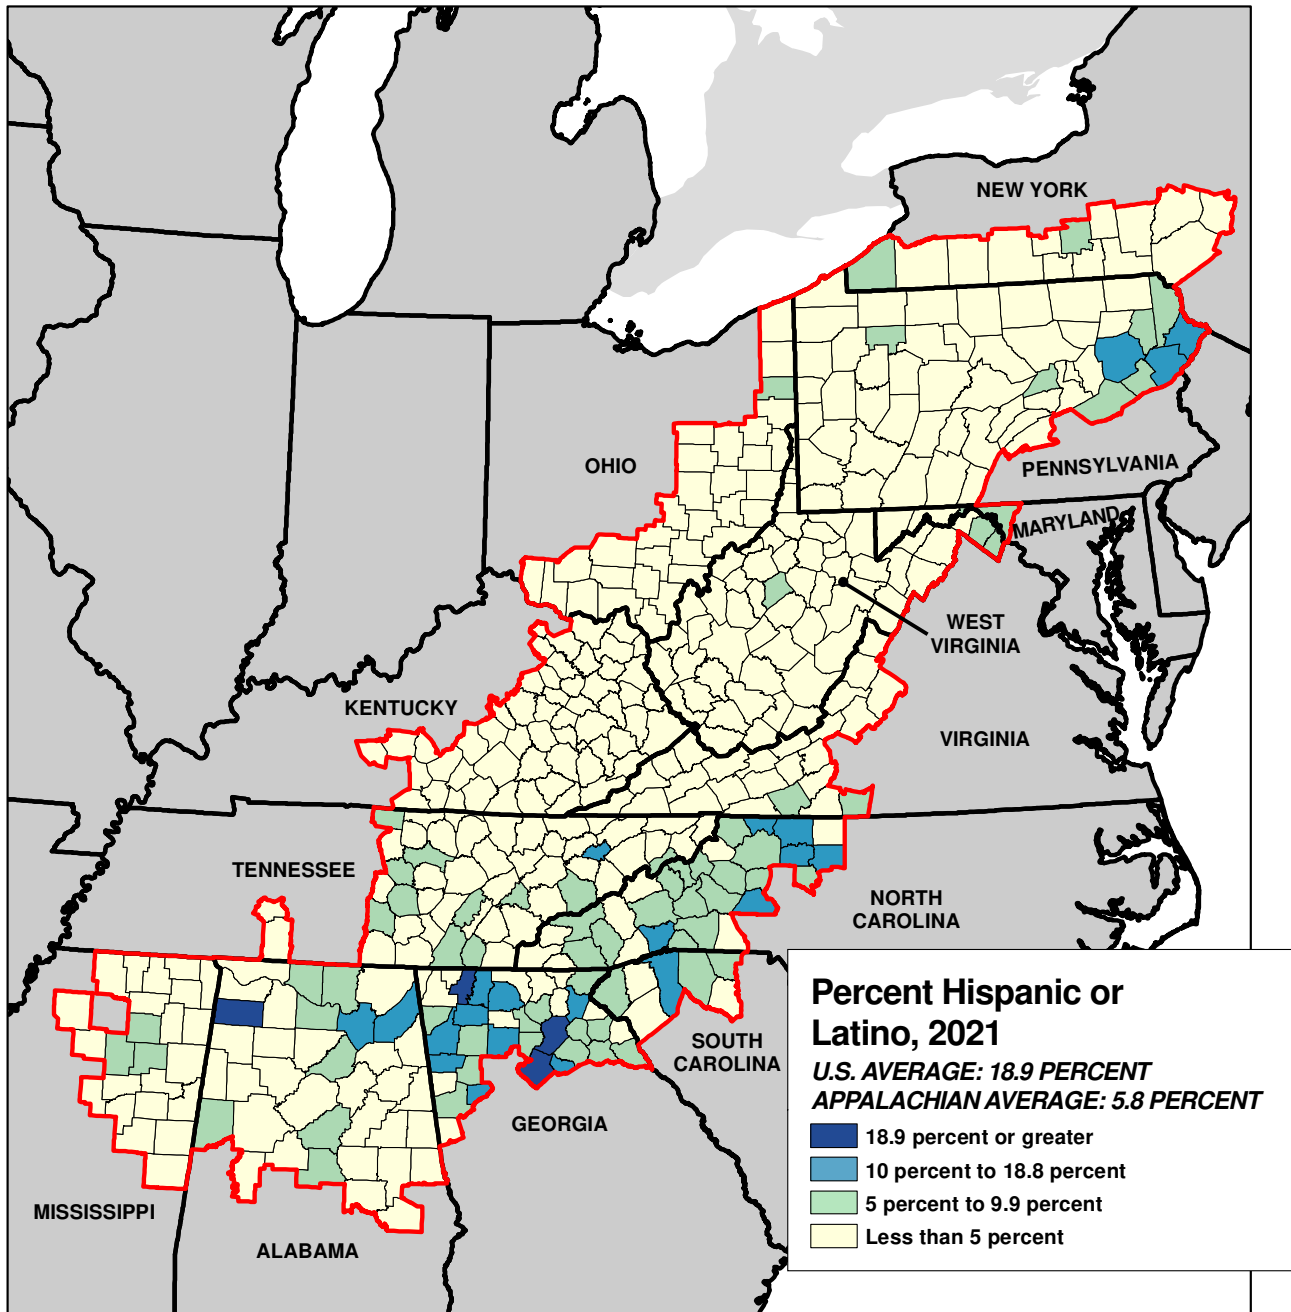 NEW YORK
OHIO
PENNSYLVANIA
MARYLAND
WEST
VIRGINIA
KENTUCKY
VIRGINIA
TENNESSEE
NORTH
CAROLINA
SOUTH
CAROLINA
GEORGIA
MISSISSIPPI
ALABAMA
Percent Hispanic or
Latino, 2021
U.S. AVERAGE: 18.9 PERCENT
APPALACHIAN AVERAGE: 5.8 PERCENT
18.9 percent or greater
10 percent to 18.8 percent
5 percent to 9.9 percent
Less than 5 percent